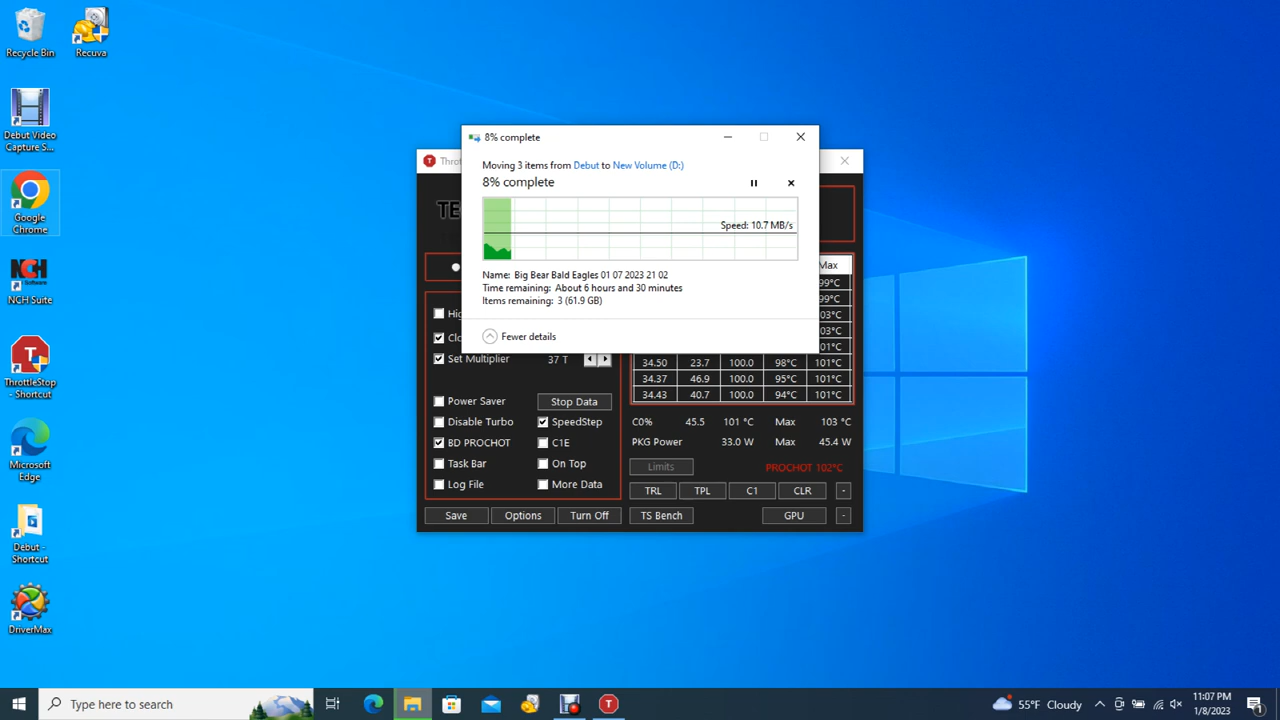 Recycle Bin
Recuva
Debut Video
Capture S...
Google
Chrome
NCH
Software
NCH Suite
ThrottleStop
- Shortcut
Microsoft
Edge
Debut -
Shortcut
DriverMax
8% complete
Moving 3 items from Debut to New Volume (D:)
8% complete
Speed: 10.7 MB/s
Name: Big Bear Bald Eagles 01 07 2023 21 02
Time remaining: About 6 hours and 30 minutes
Items remaining: 3 (61.9 GB)
Fewer details
Max
Set Multiplier 37 T
Power Saver Stop Data
Disable Turbo SpeedStep
BD PROCHOT C1E
Task Bar On Top
Log File More Data
Save Options Turn Off
34.50 23.7 100.0 98°C 101°C
34.37 46.9 100.0 95°C 101°C
34.43 40.7 100.0 94°C 101°C
C0% 45.5 101 °C Max 103 °C
PKG Power 33.0 W Max 45.4 W
Limits PROCHOT 102°C
TRL TPL C1 CLR -
TS Bench GPU -
Type here to search
55°F Cloudy
11:07 PM
1/8/2023
1